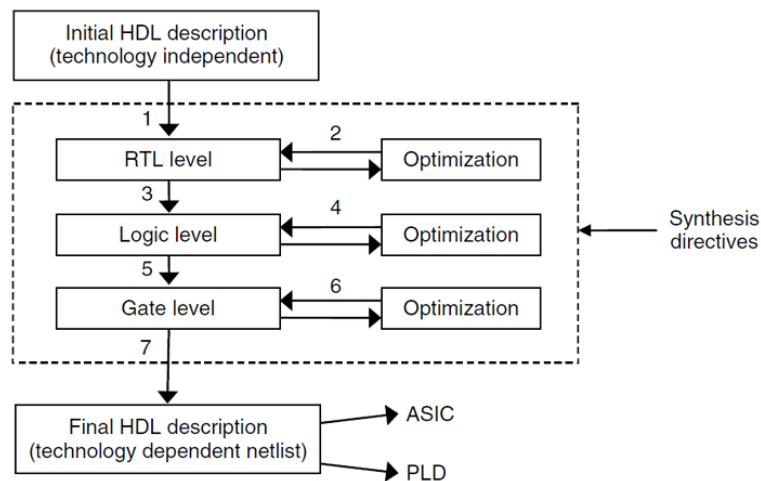 Initial HDL description
(technology independent)
1
2
RTL level
Optimization
3
4
Logic level
Optimization
Synthesis
directives
5
6
Gate level
Optimization
7
Final HDL description
(technology dependent netlist)
ASIC
PLD